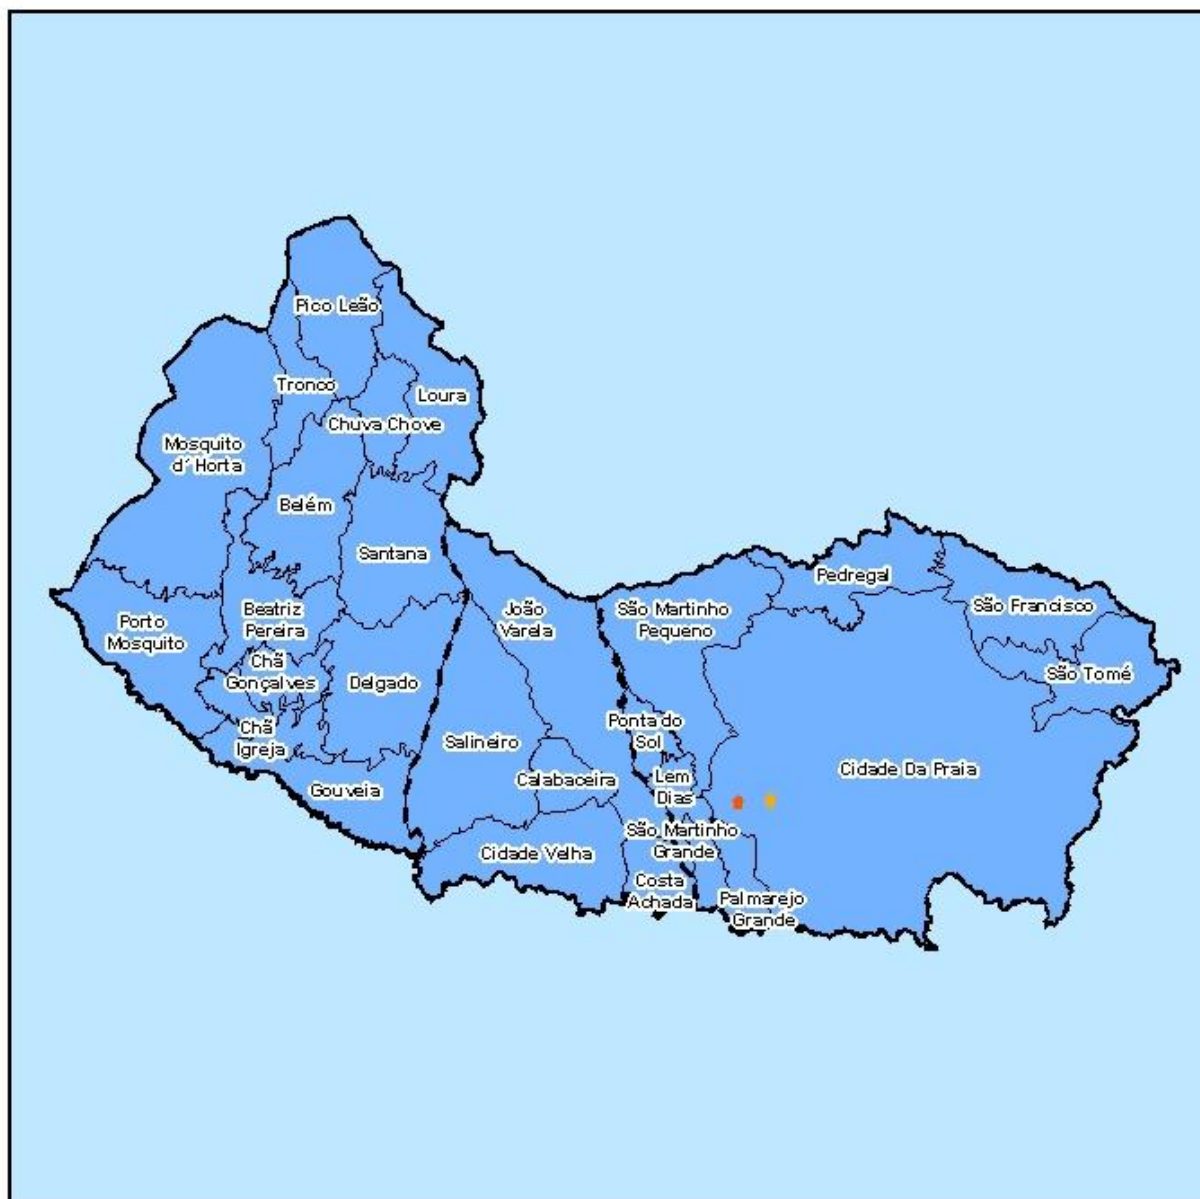 Pico Leão
Tronco
Loura
Chuva Chove
Mosquito
d´ Horta
Belém
Santana
Pedregal
São Francisco
São Martinho
Pequeno
João
Varela
Beatriz
Pereira
Porto
Mosquito
Chã
Gonçalves
Delgado
São Tomé
Ponta do
Sol
Chã
Igreja
Salineiro
Calabaceira
Lem
Dias
Cidade Da Praia
Gouveia
São Martinho
Grande
Cidade Velha
Costa
Achada
Palmarejo
Grande